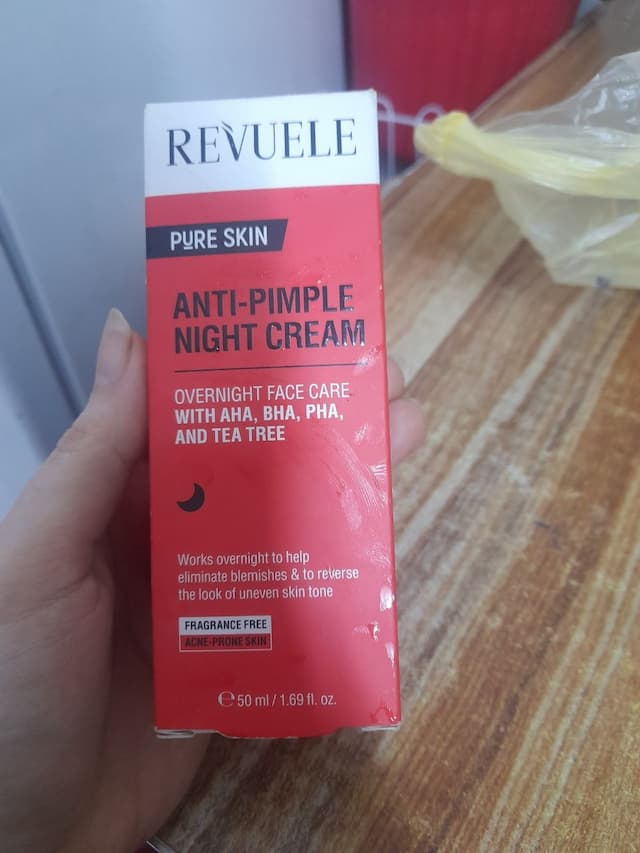 REVUELE
PURE SKIN
ANTI-PIMPLE
NIGHT CREAM
OVERNIGHT FACE CARE
WITH AHA, BHA, PHA,
AND TEA TREE
Works overnight to help
eliminate blemishes & to reverse
the look of uneven skin tone
FRAGRANCE FREE
ACNE-PRONE SKIN
℮ 50 ml / 1.69 fl. oz.